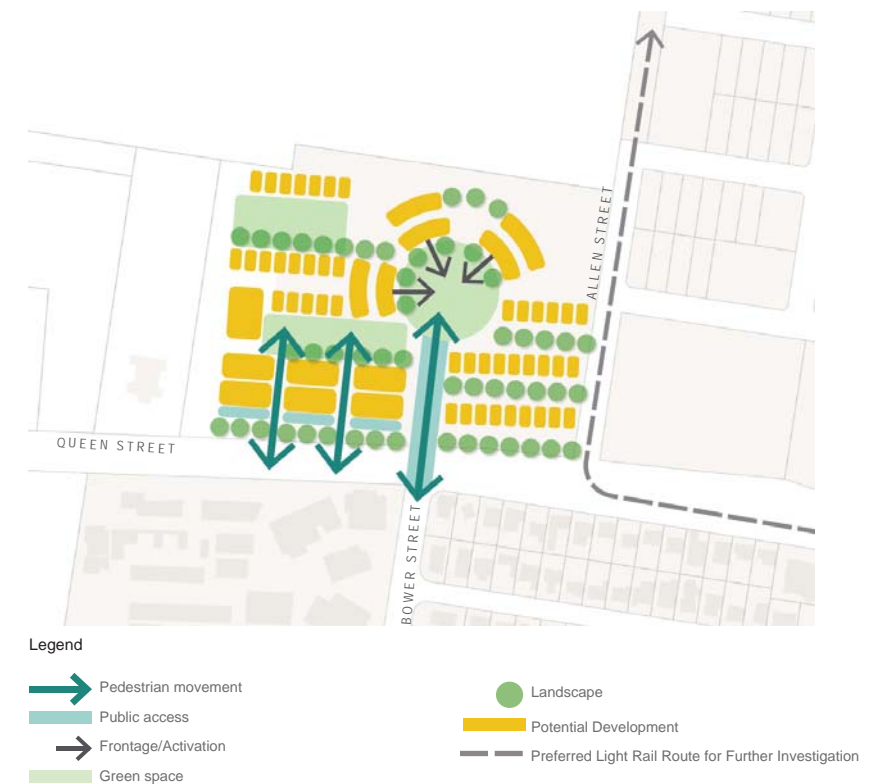 ALLEN STREET
QUEEN STREET
BOWER STREET
Legend
Pedestrian movement
Public access
Frontage/Activation
Green space
Landscape
Potential Development
Preferred Light Rail Route for Further Investigation